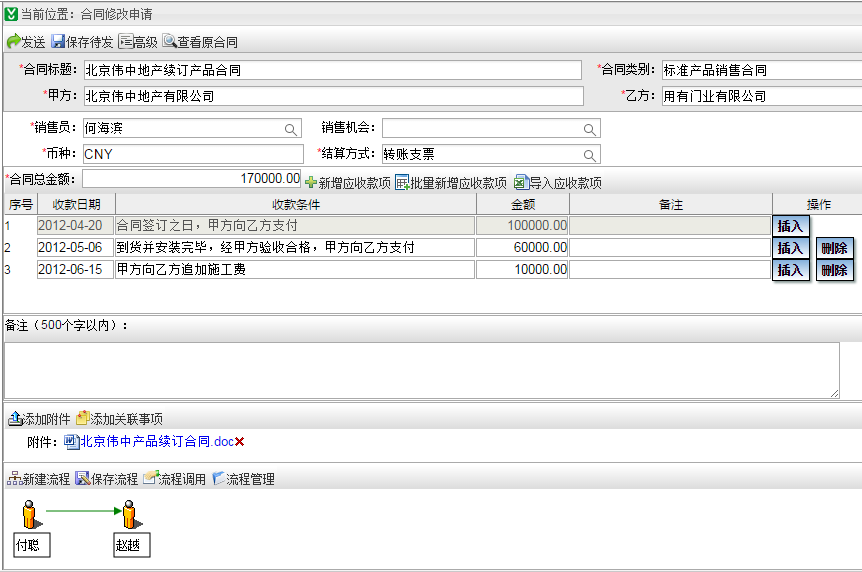 当前位置：合同修改申请
发送 保存待发 高级 查看原合同
*合同标题： 北京伟中地产续订产品合同 *合同类别： 标准产品销售合同
*甲方： 北京伟中地产有限公司 *乙方： 用有门业有限公司
*销售员： 何海滨 销售机会：
*币种： CNY *结算方式： 转账支票
*合同总金额： 170000.00 新增应收款项 批量新增应收款项 导入应收款项
序号 收款日期 收款条件 金额 备注 操作
1 2012-04-20 合同签订之日，甲方向乙方支付 100000.00 插入
2 2012-05-06 到货并安装完毕，经甲方验收合格，甲方向乙方支付 60000.00 插入 删除
3 2012-06-15 甲方向乙方追加施工费 10000.00 插入 删除
备注（500个字以内）：
添加附件 添加关联事项
附件： 北京伟中产品续订合同.doc
新建流程 保存流程 流程调用 流程管理
付聪 赵越